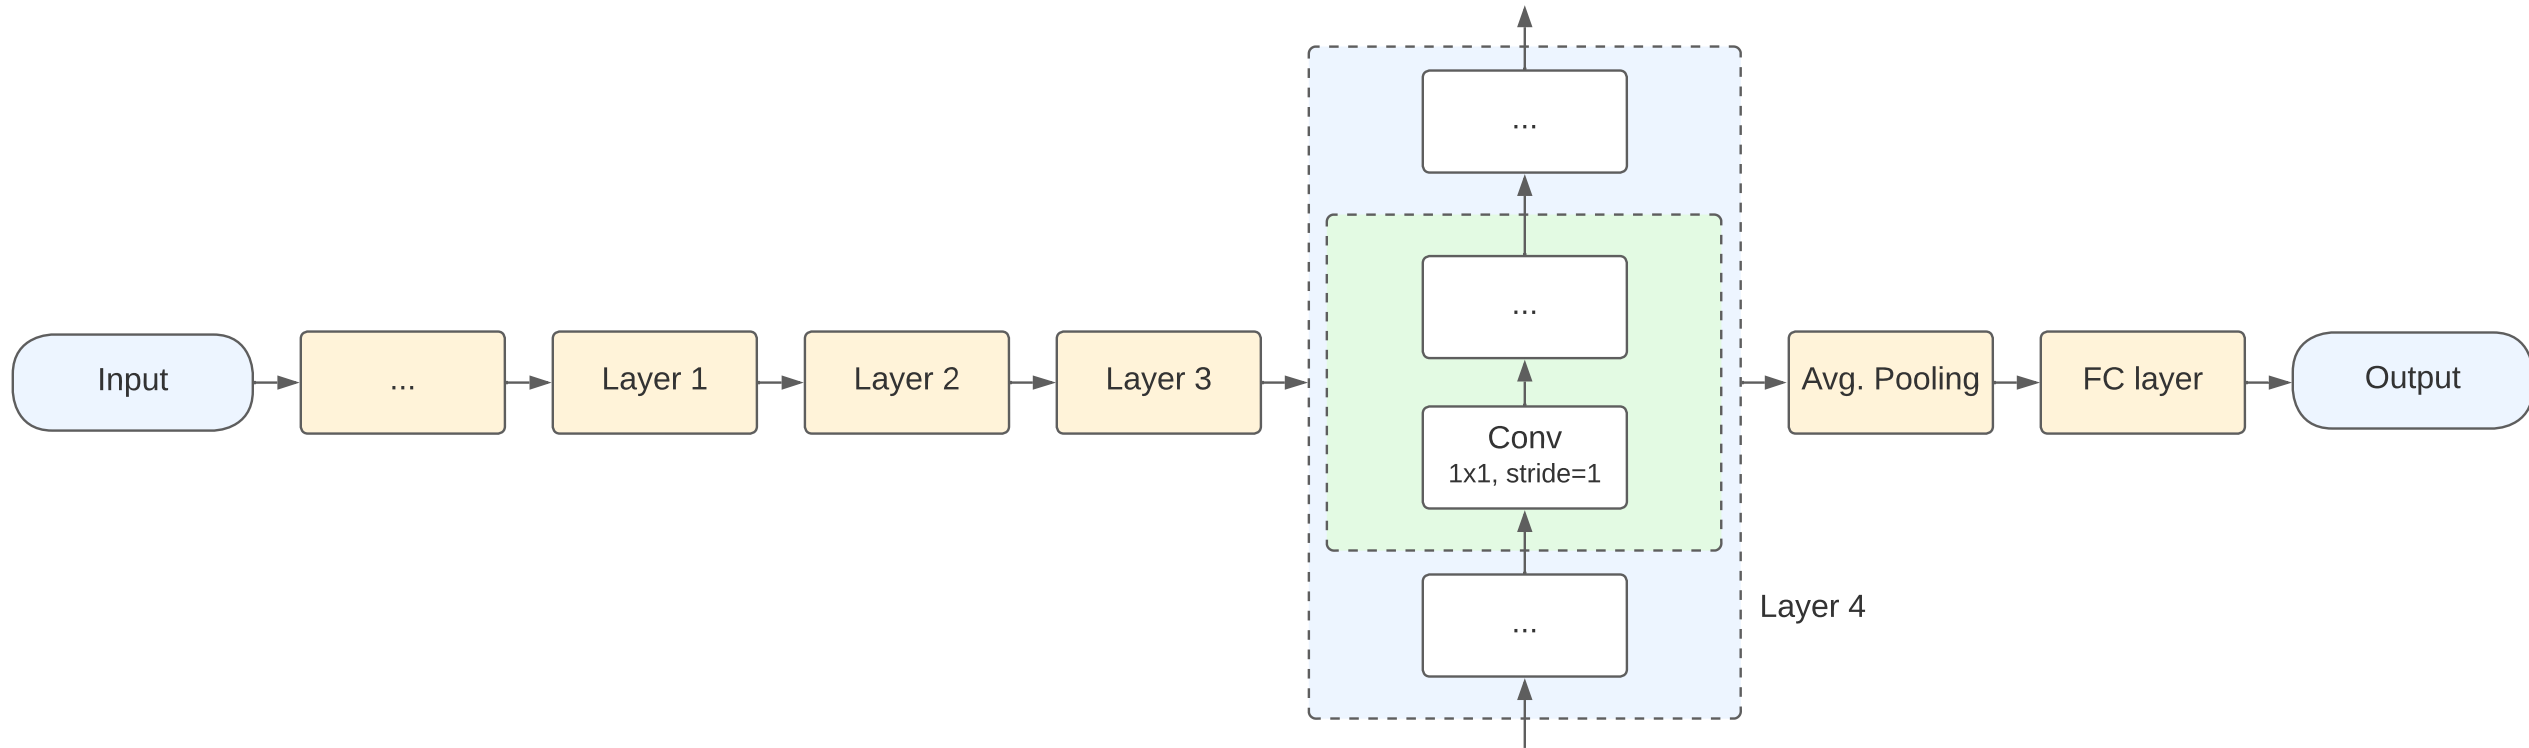 ...
...
Conv
1x1, stride=1
...
Input
...
Layer 1
Layer 2
Layer 3
Avg. Pooling
FC layer
Output
Layer 4